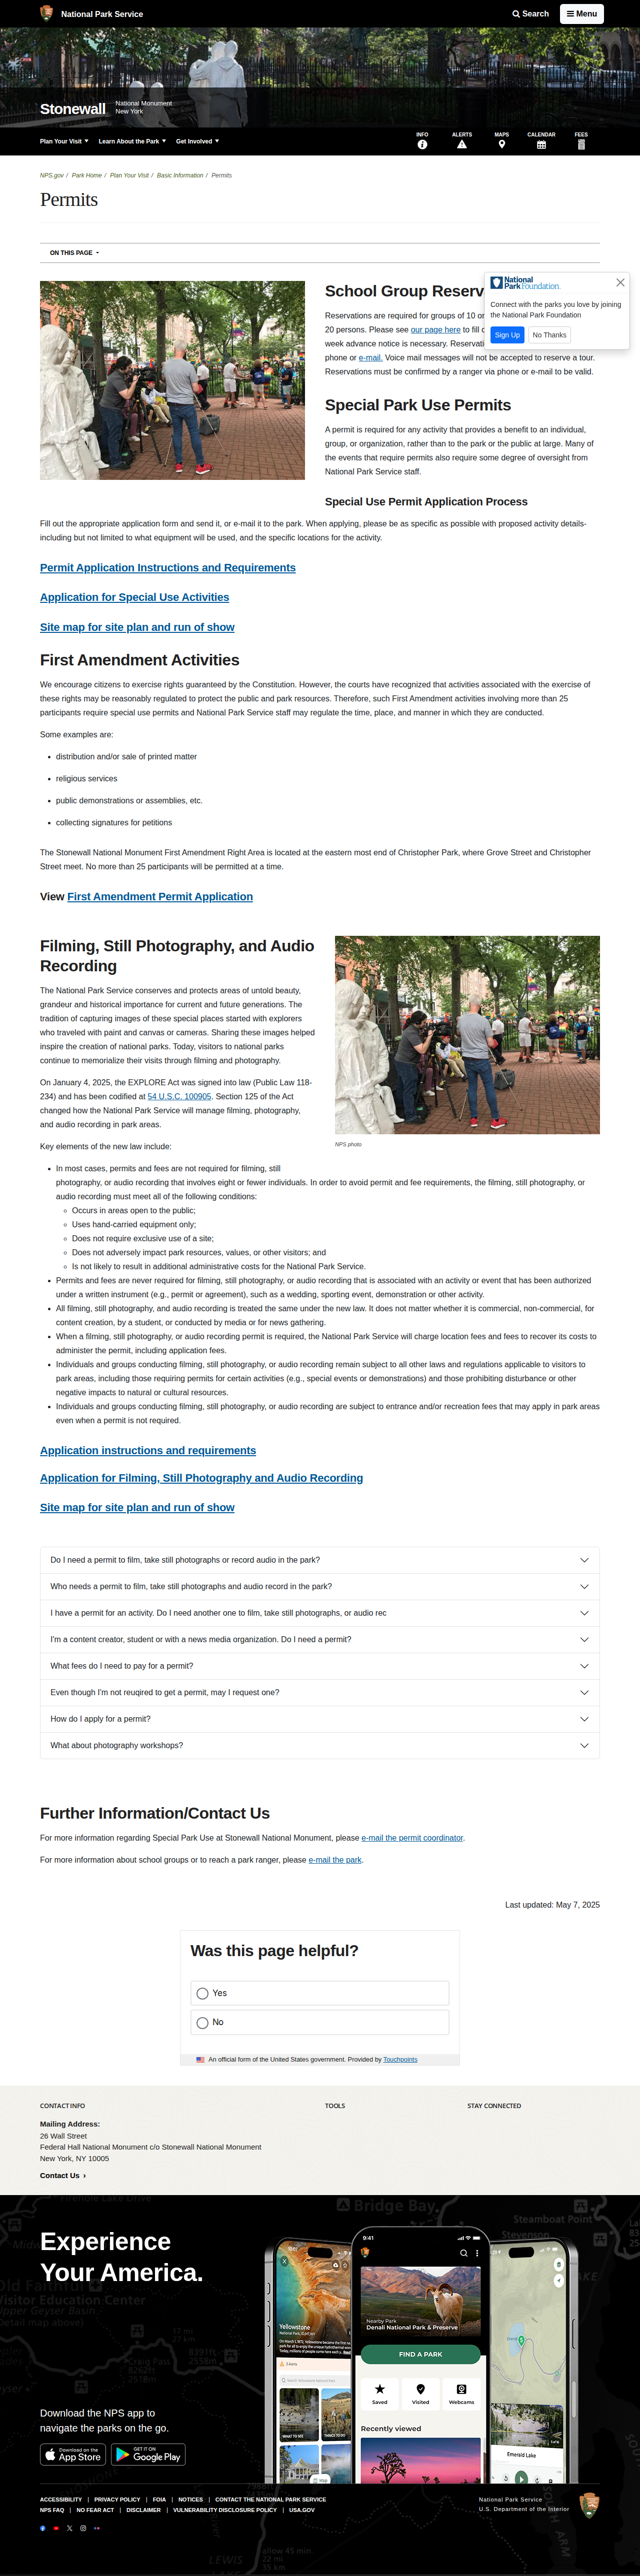 National Park Service
Search
Menu
Stonewall
National Monument
New York
Plan Your Visit
Learn About the Park
Get Involved
INFO
ALERTS
MAPS
CALENDAR
FEES
NPS.gov / Park Home / Plan Your Visit / Basic Information / Permits
Permits
ON THIS PAGE
School Group Reserv
Reservations are required for groups of 10 or
20 persons. Please see our page here to fill o
week advance notice is necessary. Reservati
phone or e-mail. Voice mail messages will not be accepted to reserve a tour.
Reservations must be confirmed by a ranger via phone or e-mail to be valid.
National
Park Foundation
Connect with the parks you love by joining
the National Park Foundation
Sign Up
No Thanks
Special Park Use Permits
A permit is required for any activity that provides a benefit to an individual,
group, or organization, rather than to the park or the public at large. Many of
the events that require permits also require some degree of oversight from
National Park Service staff.
Special Use Permit Application Process
Fill out the appropriate application form and send it, or e-mail it to the park. When applying, please be as specific as possible with proposed activity details-
including but not limited to what equipment will be used, and the specific locations for the activity.
Permit Application Instructions and Requirements
Application for Special Use Activities
Site map for site plan and run of show
First Amendment Activities
We encourage citizens to exercise rights guaranteed by the Constitution. However, the courts have recognized that activities associated with the exercise of
these rights may be reasonably regulated to protect the public and park resources. Therefore, such First Amendment activities involving more than 25
participants require special use permits and National Park Service staff may regulate the time, place, and manner in which they are conducted.
Some examples are:
distribution and/or sale of printed matter
religious services
public demonstrations or assemblies, etc.
collecting signatures for petitions
The Stonewall National Monument First Amendment Right Area is located at the eastern most end of Christopher Park, where Grove Street and Christopher
Street meet. No more than 25 participants will be permitted at a time.
View First Amendment Permit Application
Filming, Still Photography, and Audio
Recording
The National Park Service conserves and protects areas of untold beauty,
grandeur and historical importance for current and future generations. The
tradition of capturing images of these special places started with explorers
who traveled with paint and canvas or cameras. Sharing these images helped
inspire the creation of national parks. Today, visitors to national parks
continue to memorialize their visits through filming and photography.
On January 4, 2025, the EXPLORE Act was signed into law (Public Law 118-
234) and has been codified at 54 U.S.C. 100905. Section 125 of the Act
changed how the National Park Service will manage filming, photography,
and audio recording in park areas.
NPS photo
Key elements of the new law include:
In most cases, permits and fees are not required for filming, still
photography, or audio recording that involves eight or fewer individuals. In order to avoid permit and fee requirements, the filming, still photography, or
audio recording must meet all of the following conditions:
Occurs in areas open to the public;
Uses hand-carried equipment only;
Does not require exclusive use of a site;
Does not adversely impact park resources, values, or other visitors; and
Is not likely to result in additional administrative costs for the National Park Service.
Permits and fees are never required for filming, still photography, or audio recording that is associated with an activity or event that has been authorized
under a written instrument (e.g., permit or agreement), such as a wedding, sporting event, demonstration or other activity.
All filming, still photography, and audio recording is treated the same under the new law. It does not matter whether it is commercial, non-commercial, for
content creation, by a student, or conducted by media or for news gathering.
When a filming, still photography, or audio recording permit is required, the National Park Service will charge location fees and fees to recover its costs to
administer the permit, including application fees.
Individuals and groups conducting filming, still photography, or audio recording remain subject to all other laws and regulations applicable to visitors to
park areas, including those requiring permits for certain activities (e.g., special events or demonstrations) and those prohibiting disturbance or other
negative impacts to natural or cultural resources.
Individuals and groups conducting filming, still photography, or audio recording are subject to entrance and/or recreation fees that may apply in park areas
even when a permit is not required.
Application instructions and requirements
Application for Filming, Still Photography and Audio Recording
Site map for site plan and run of show
Do I need a permit to film, take still photographs or record audio in the park?
Who needs a permit to film, take still photographs and audio record in the park?
I have a permit for an activity. Do I need another one to film, take still photographs, or audio rec
I'm a content creator, student or with a news media organization. Do I need a permit?
What fees do I need to pay for a permit?
Even though I'm not reuqired to get a permit, may I request one?
How do I apply for a permit?
What about photography workshops?
Further Information/Contact Us
For more information regarding Special Park Use at Stonewall National Monument, please e-mail the permit coordinator.
For more information about school groups or to reach a park ranger, please e-mail the park.
Last updated: May 7, 2025
Was this page helpful?
Yes
No
An official form of the United States government. Provided by Touchpoints
CONTACT INFO
TOOLS
STAY CONNECTED
Mailing Address:
26 Wall Street
Federal Hall National Monument c/o Stonewall National Monument
New York, NY 10005
Contact Us
Experience
Your America.
Bridge Bay
Steamboat Point
Stevenson
9:41
Yellowstone
Nearby Park
Denali National Park & Preserve
FIND A PARK
Saved
Visited
Webcams
Recently viewed
Emerald Lake
Download the NPS app to
navigate the parks on the go.
Download on the
App Store
GET IT ON
Google Play
ACCESSIBILITY | PRIVACY POLICY | FOIA | NOTICES | CONTACT THE NATIONAL PARK SERVICE
NPS FAQ | NO FEAR ACT | DISCLAIMER | VULNERABILITY DISCLOSURE POLICY | USA.GOV
National Park Service
U.S. Department of the Interior